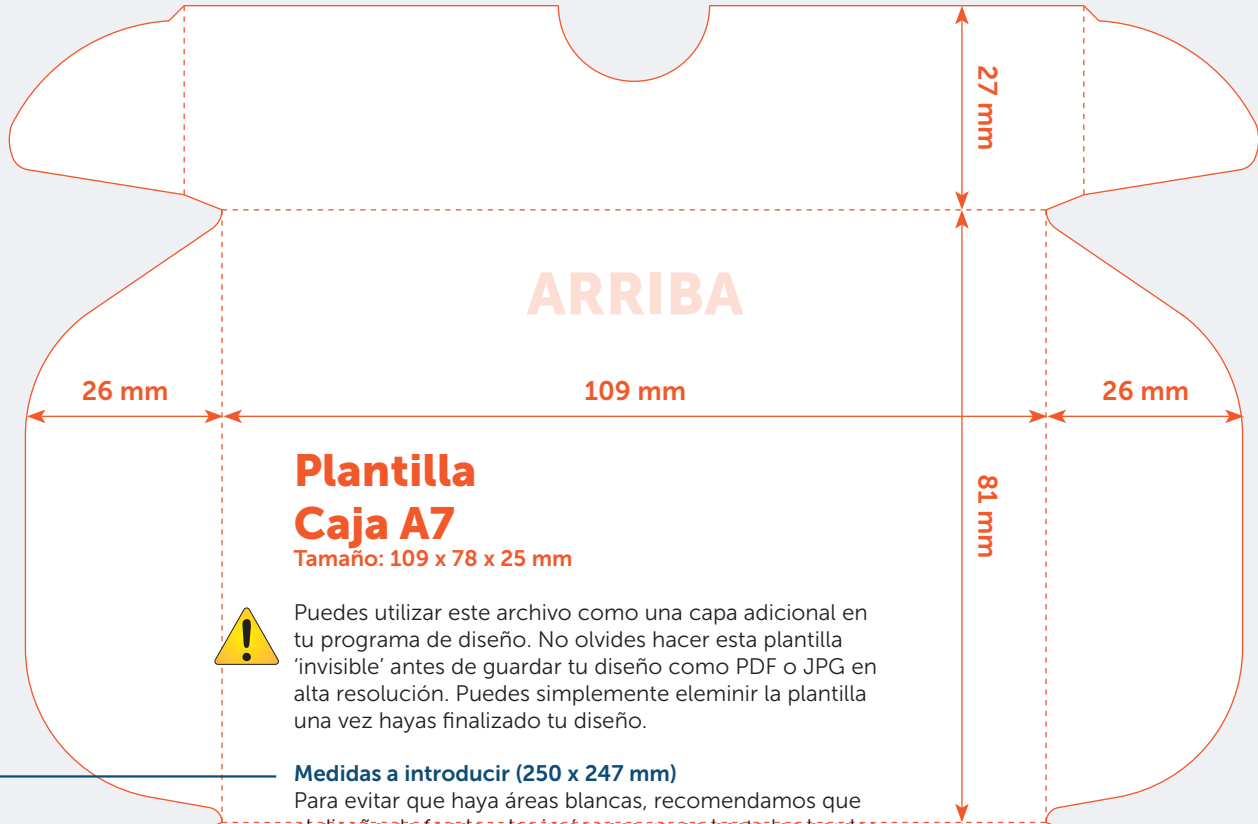 27 mm
ARRIBA
26 mm
109 mm
26 mm
81 mm
Plantilla
Caja A7
Tamaño: 109 x 78 x 25 mm
Puedes utilizar este archivo como una capa adicional en
tu programa de diseño. No olvides hacer esta plantilla
‘invisible’ antes de guardar tu diseño como PDF o JPG en
alta resolución. Puedes simplemente eleminir la plantilla
una vez hayas finalizado tu diseño.
Medidas a introducir (250 x 247 mm)
Para evitar que haya áreas blancas, recomendamos que